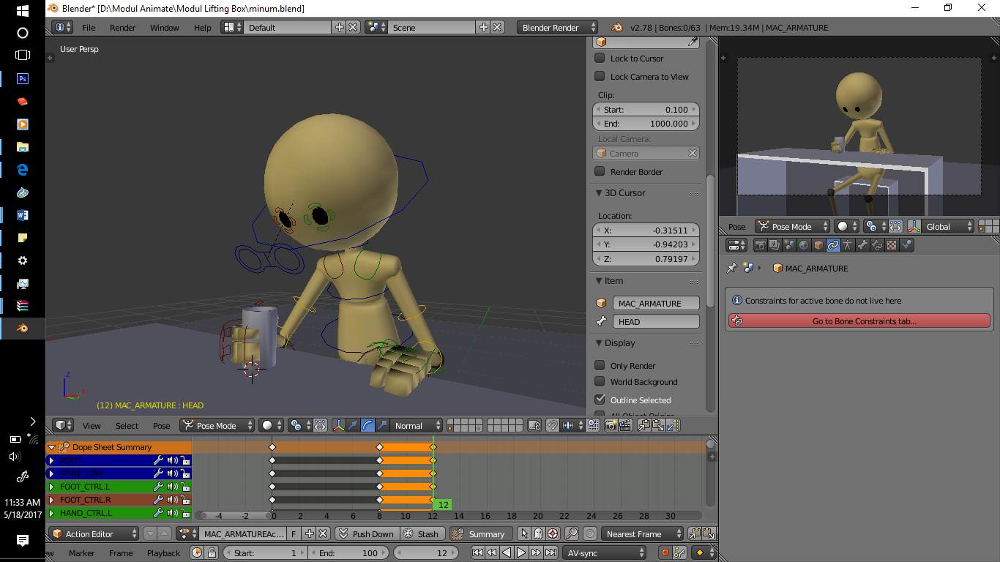 Blender* [D:\Modul Animate\Modul Lifting Box\minum.blend]
File Render Window Help Default Scene Blender Render v2.78 | Bones:0/63 | Mem:19.34M | MAC_ARMATURE
User Persp
Lock to Cursor
Lock Camera to View
Clip:
Start: 0.100
End: 1000.000
Local Camera:
Camera
Render Border
3D Cursor
Location:
X: -0.31511
Y: -0.94203
Z: 0.79197
Item
MAC_ARMATURE
HEAD
Display
Only Render
World Background
Outline Selected
All Object Origins
z
x
(12) MAC_ARMATURE : HEAD
View Select Pose Pose Mode Normal
Pose Pose Mode Global
MAC_ARMATURE
Constraints for active bone do not live here
Go to Bone Constraints tab...
Dope Sheet Summary
ROOT
SPINE_LOW
FOOT_CTRL.L
FOOT_CTRL.R
HAND_CTRL.L
12
-4 -2 0 2 4 6 8 10 12 14 16 18 20 22 24 26 28 30
Action Editor MAC_ARMATUREAc... F Push Down Stash Summary Nearest Frame
w Marker Frame Playback Start: 1 End: 100 12 AV-sync
Ps
11:33 AM
5/18/2017